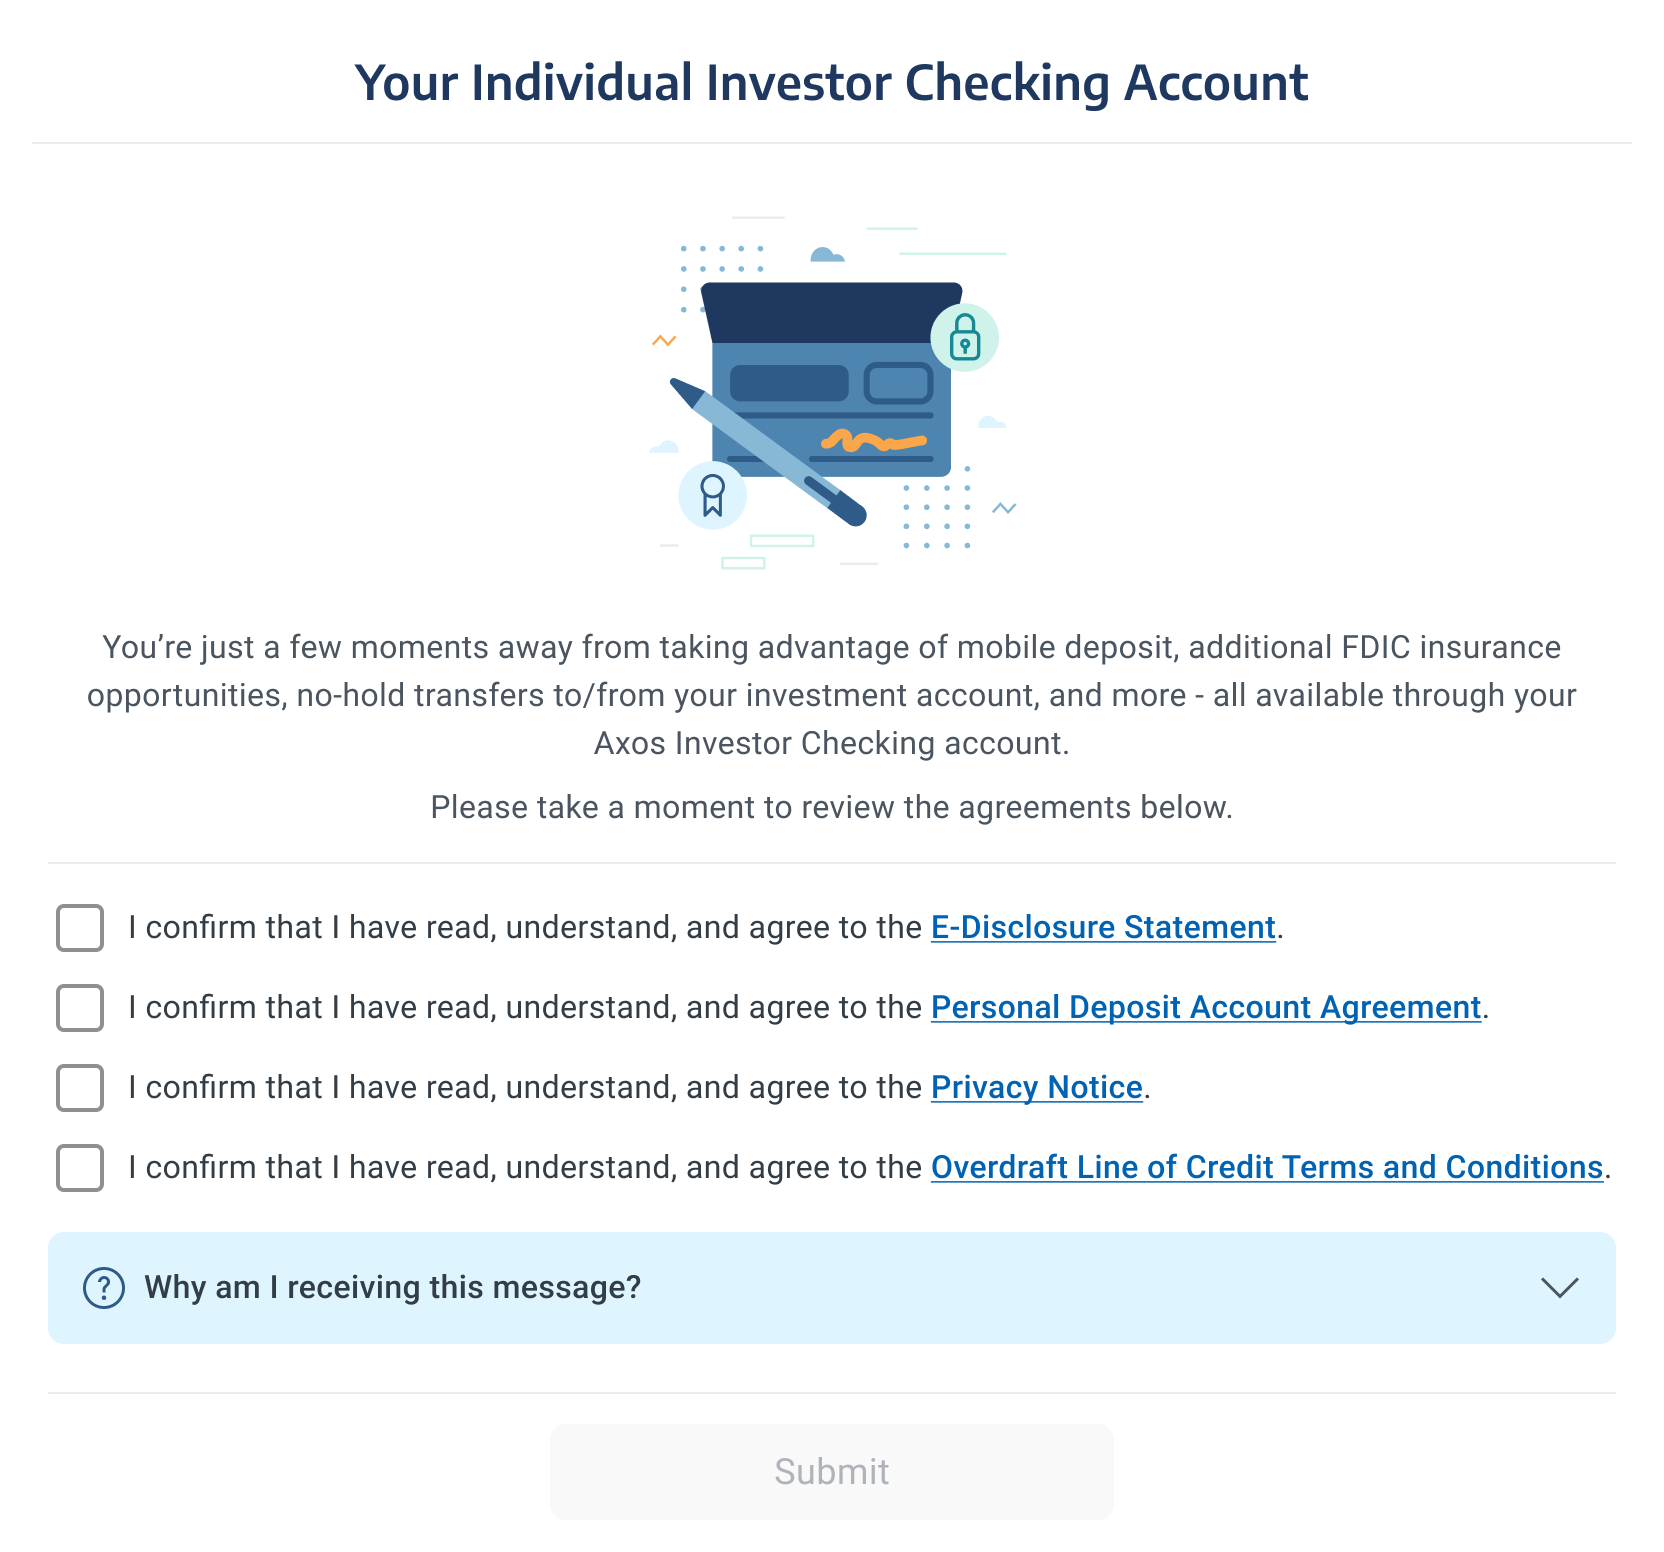 Your Individual Investor Checking Account
You’re just a few moments away from taking advantage of mobile deposit, additional FDIC insurance
opportunities, no-hold transfers to/from your investment account, and more - all available through your
Axos Investor Checking account.
Please take a moment to review the agreements below.
I confirm that I have read, understand, and agree to the E-Disclosure Statement.
I confirm that I have read, understand, and agree to the Personal Deposit Account Agreement.
I confirm that I have read, understand, and agree to the Privacy Notice.
I confirm that I have read, understand, and agree to the Overdraft Line of Credit Terms and Conditions.
? Why am I receiving this message?
Submit